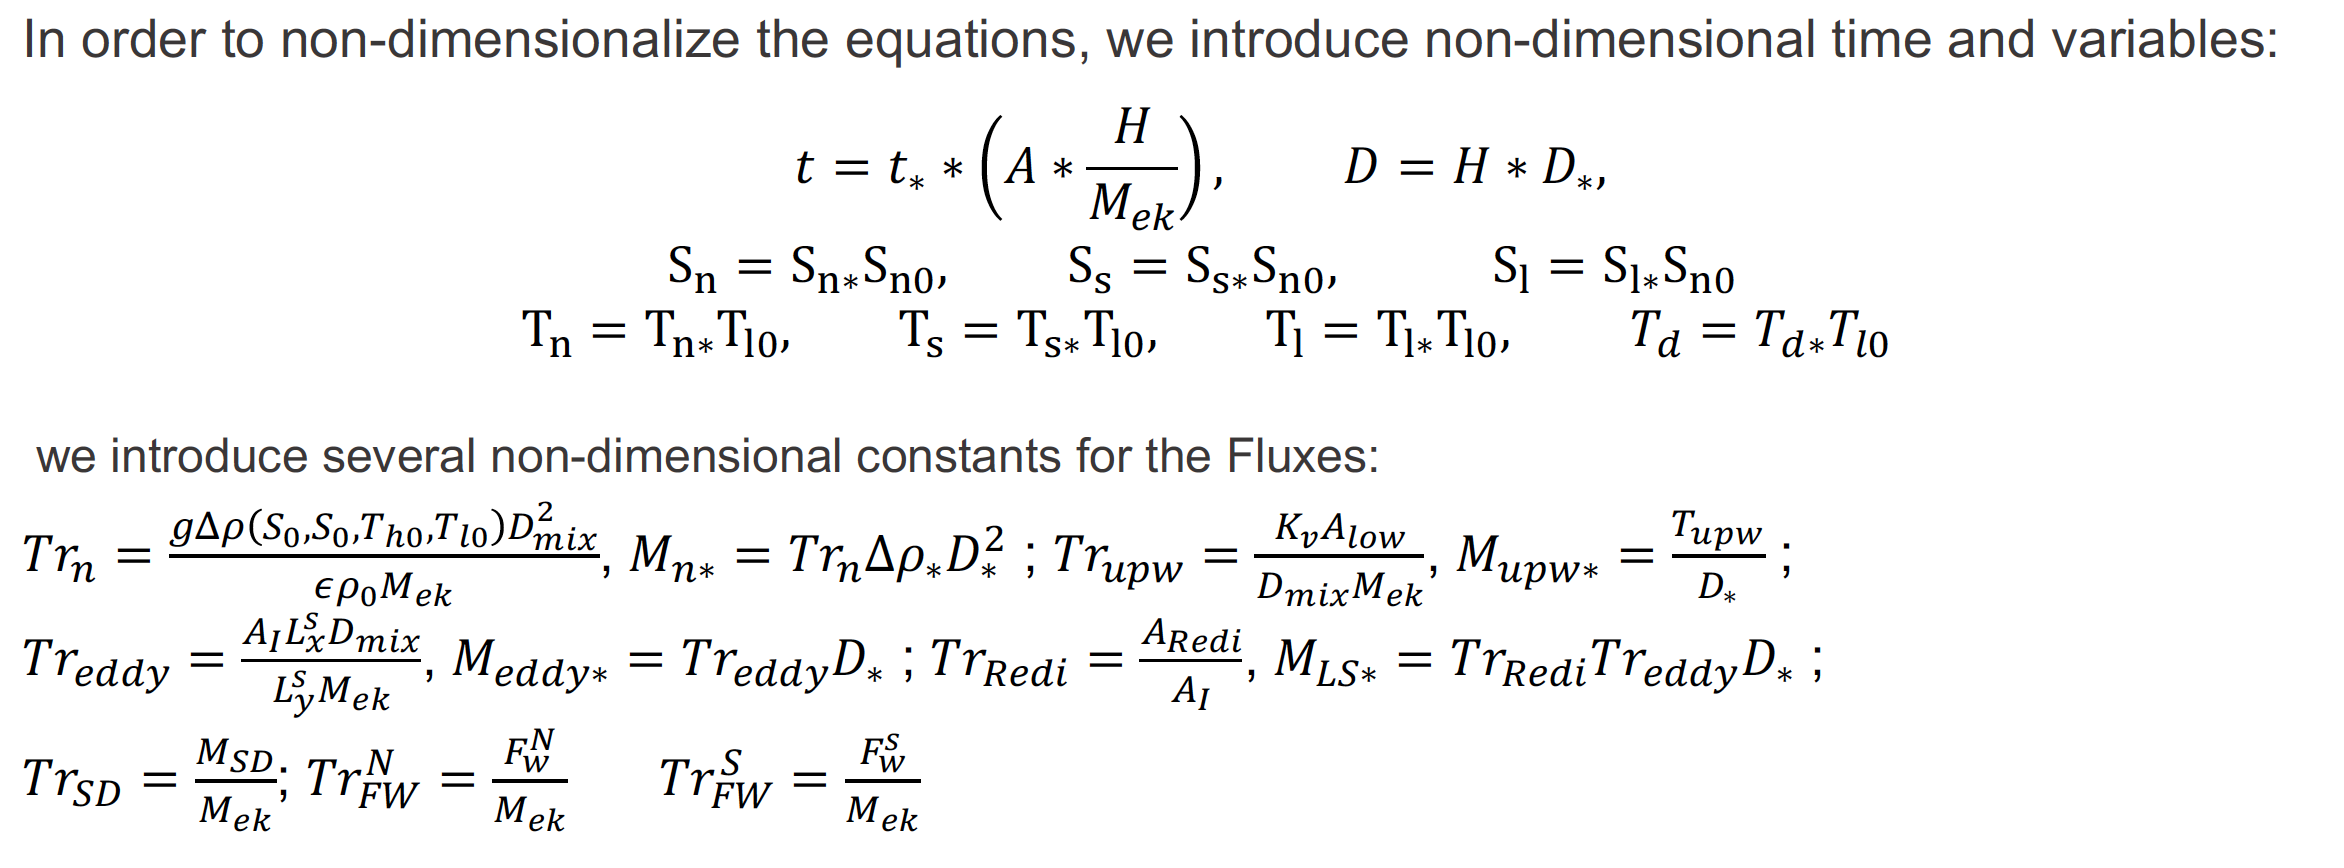 In order to non-dimensionalize the equations, we introduce non-dimensional time and variables:
$t = t_* * \left(A * \frac{H}{M_{ek}}\right), \quad D = H * D_*,$
$S_n = S_{n*}S_{n0}, \quad S_s = S_{s*}S_{n0}, \quad S_l = S_{l*}S_{n0}$
$T_n = T_{n*}T_{l0}, \quad T_s = T_{s*}T_{l0}, \quad T_l = T_{l*}T_{l0}, \quad T_d = T_{d*}T_{l0}$
we introduce several non-dimensional constants for the Fluxes:
$Tr_n = \frac{g\Delta\rho(S_0,S_0,T_{h0},T_{l0})D_{mix}^2}{\epsilon\rho_0 M_{ek}}, M_{n*} = Tr_n\Delta\rho_* D_*^2 ; Tr_{upw} = \frac{K_v A_{low}}{D_{mix}M_{ek}}, M_{upw*} = \frac{T_{upw}}{D_*} ;$
$Tr_{eddy} = \frac{A_I L_x^s D_{mix}}{L_y^s M_{ek}}, M_{eddy*} = Tr_{eddy}D_* ; Tr_{Redi} = \frac{A_{Redi}}{A_I}, M_{LS*} = Tr_{Redi}Tr_{eddy}D_* ;$
$Tr_{SD} = \frac{M_{SD}}{M_{ek}}; Tr_{FW}^N = \frac{F_w^N}{M_{ek}} \quad Tr_{FW}^S = \frac{F_w^s}{M_{ek}}$